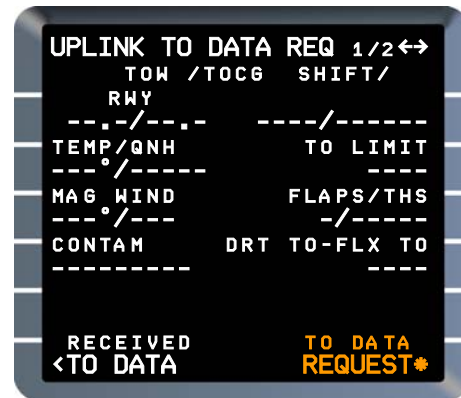 UPLINK TO DATA REQ 1/2←→
TOW /TOCG SHIFT/
RWY
--.-/--.- ----/------
TEMP/QNH TO LIMIT
---°/----- ----
MAG WIND FLAPS/THS
---°/--- -/-----
CONTAM DRT TO-FLX TO
--------- ----
RECEIVED TO DATA
<TO DATA REQUEST*